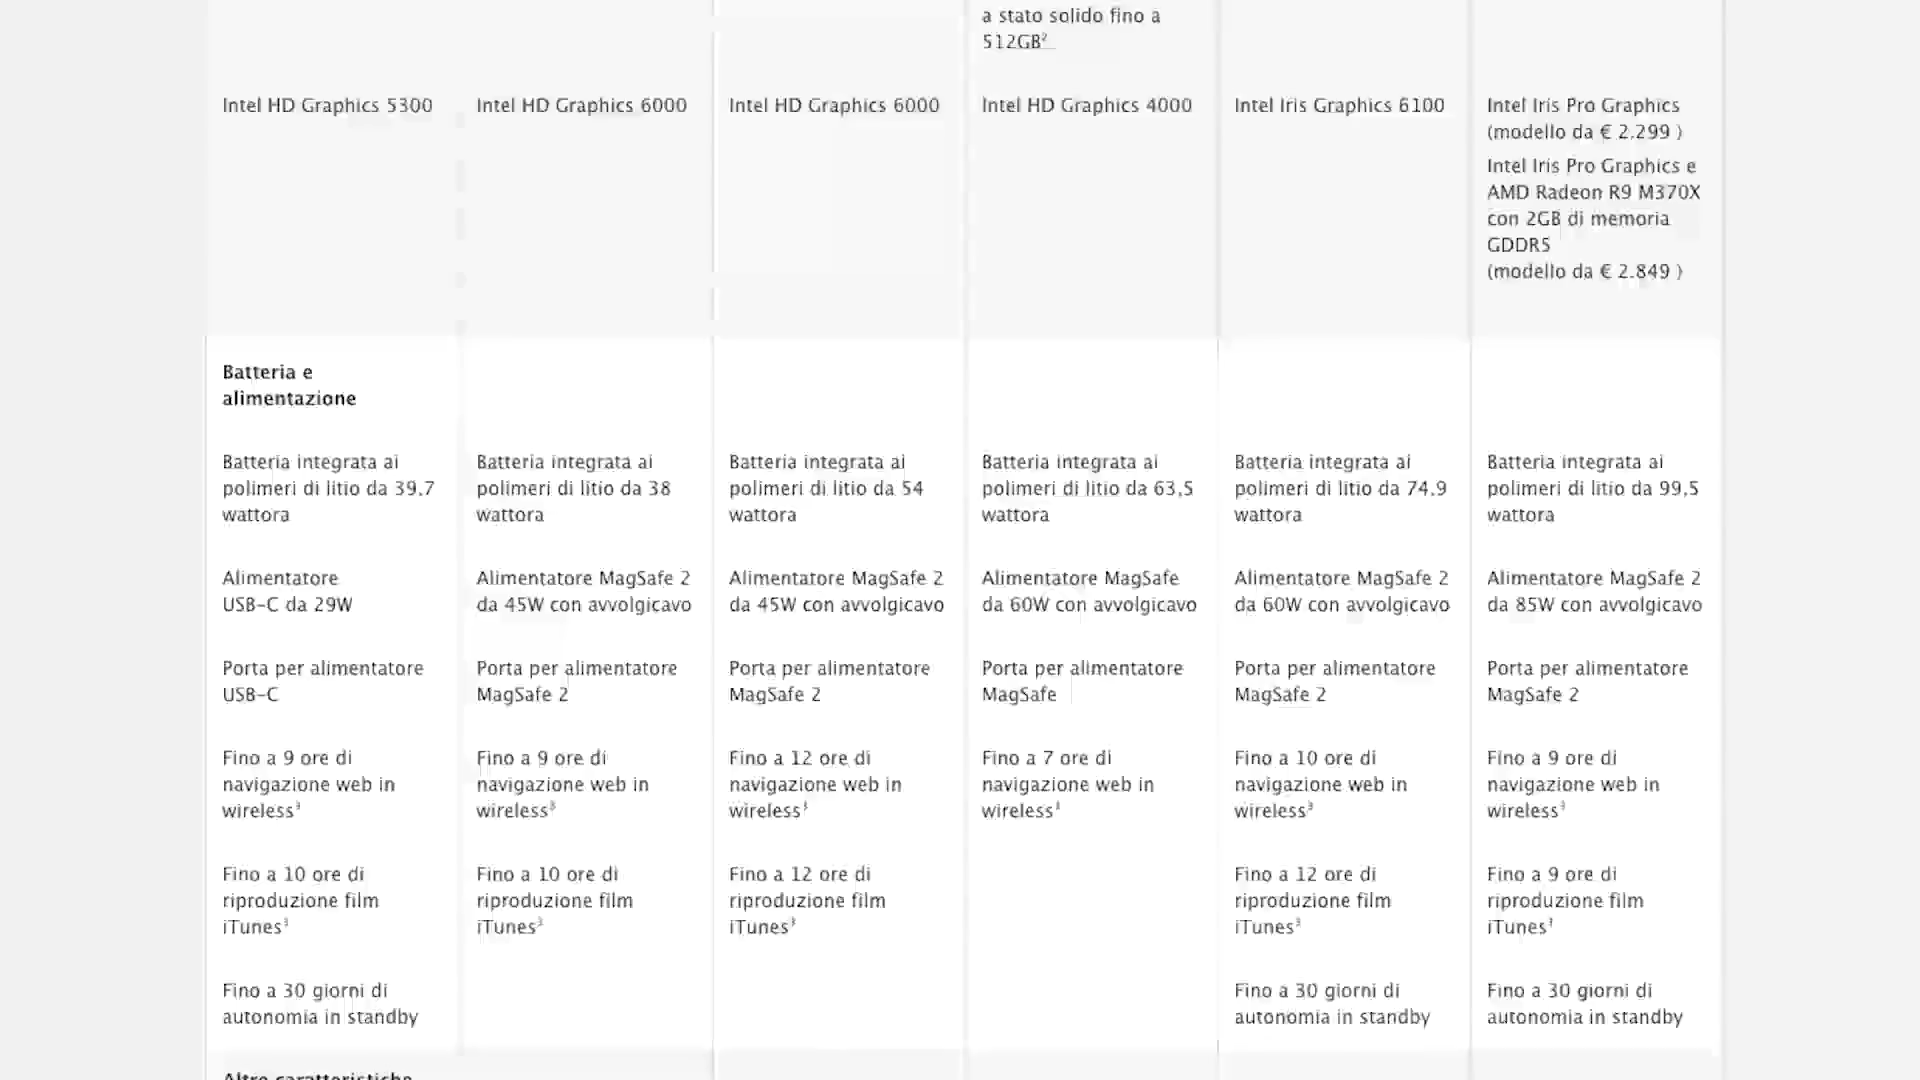 a stato solido fino a
512GB²
Intel HD Graphics 5300
Intel HD Graphics 6000
Intel HD Graphics 6000
Intel HD Graphics 4000
Intel Iris Graphics 6100
Intel Iris Pro Graphics
(modello da € 2.299 )
Intel Iris Pro Graphics e
AMD Radeon R9 M370X
con 2GB di memoria
GDDR5
(modello da € 2.849 )
Batteria e
alimentazione
Batteria integrata ai
polimeri di litio da 39,7
wattora
Batteria integrata ai
polimeri di litio da 38
wattora
Batteria integrata ai
polimeri di litio da 54
wattora
Batteria integrata ai
polimeri di litio da 63,5
wattora
Batteria integrata ai
polimeri di litio da 74,9
wattora
Batteria integrata ai
polimeri di litio da 99,5
wattora
Alimentatore
USB-C da 29W
Alimentatore MagSafe 2
da 45W con avvolgicavo
Alimentatore MagSafe 2
da 45W con avvolgicavo
Alimentatore MagSafe
da 60W con avvolgicavo
Alimentatore MagSafe 2
da 60W con avvolgicavo
Alimentatore MagSafe 2
da 85W con avvolgicavo
Porta per alimentatore
USB-C
Porta per alimentatore
MagSafe 2
Porta per alimentatore
MagSafe 2
Porta per alimentatore
MagSafe
Porta per alimentatore
MagSafe 2
Porta per alimentatore
MagSafe 2
Fino a 9 ore di
navigazione web in
wireless³
Fino a 9 ore di
navigazione web in
wireless³
Fino a 12 ore di
navigazione web in
wireless³
Fino a 7 ore di
navigazione web in
wireless³
Fino a 10 ore di
navigazione web in
wireless³
Fino a 9 ore di
navigazione web in
wireless³
Fino a 10 ore di
riproduzione film
iTunes³
Fino a 10 ore di
riproduzione film
iTunes³
Fino a 12 ore di
riproduzione film
iTunes³
Fino a 12 ore di
riproduzione film
iTunes³
Fino a 9 ore di
riproduzione film
iTunes³
Fino a 30 giorni di
autonomia in standby
Fino a 30 giorni di
autonomia in standby
Fino a 30 giorni di
autonomia in standby
Altre caratteristiche